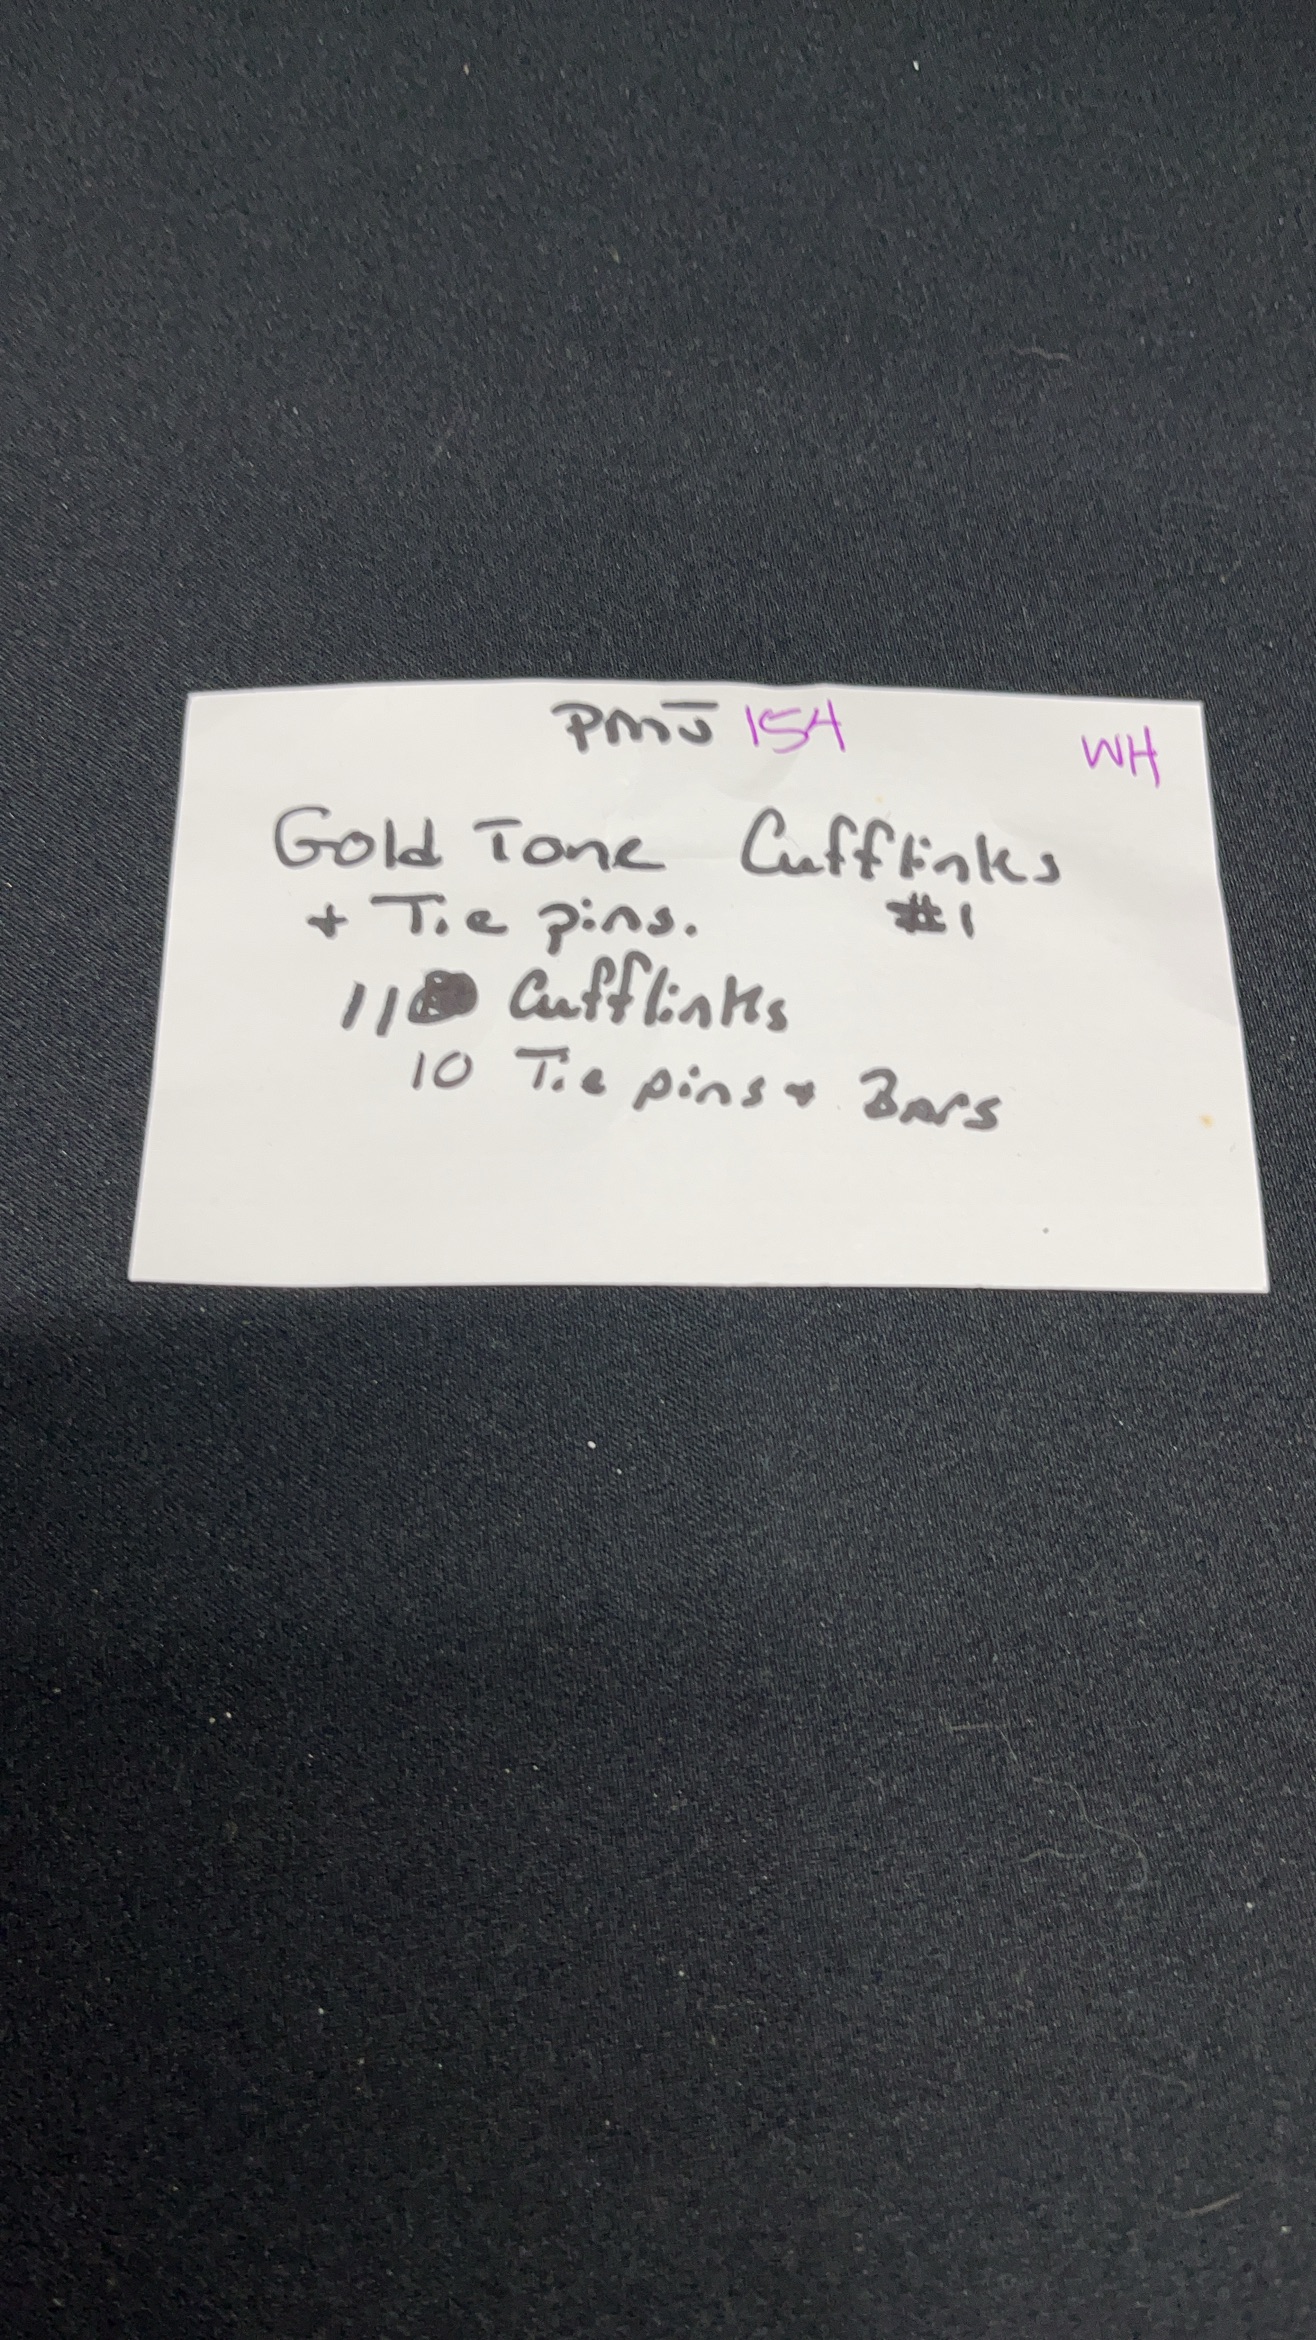 PMJ 154 WH
Gold Tone Cufflinks
+ Tie pins. #1
11 Cufflinks
10 Tie pins + Bars